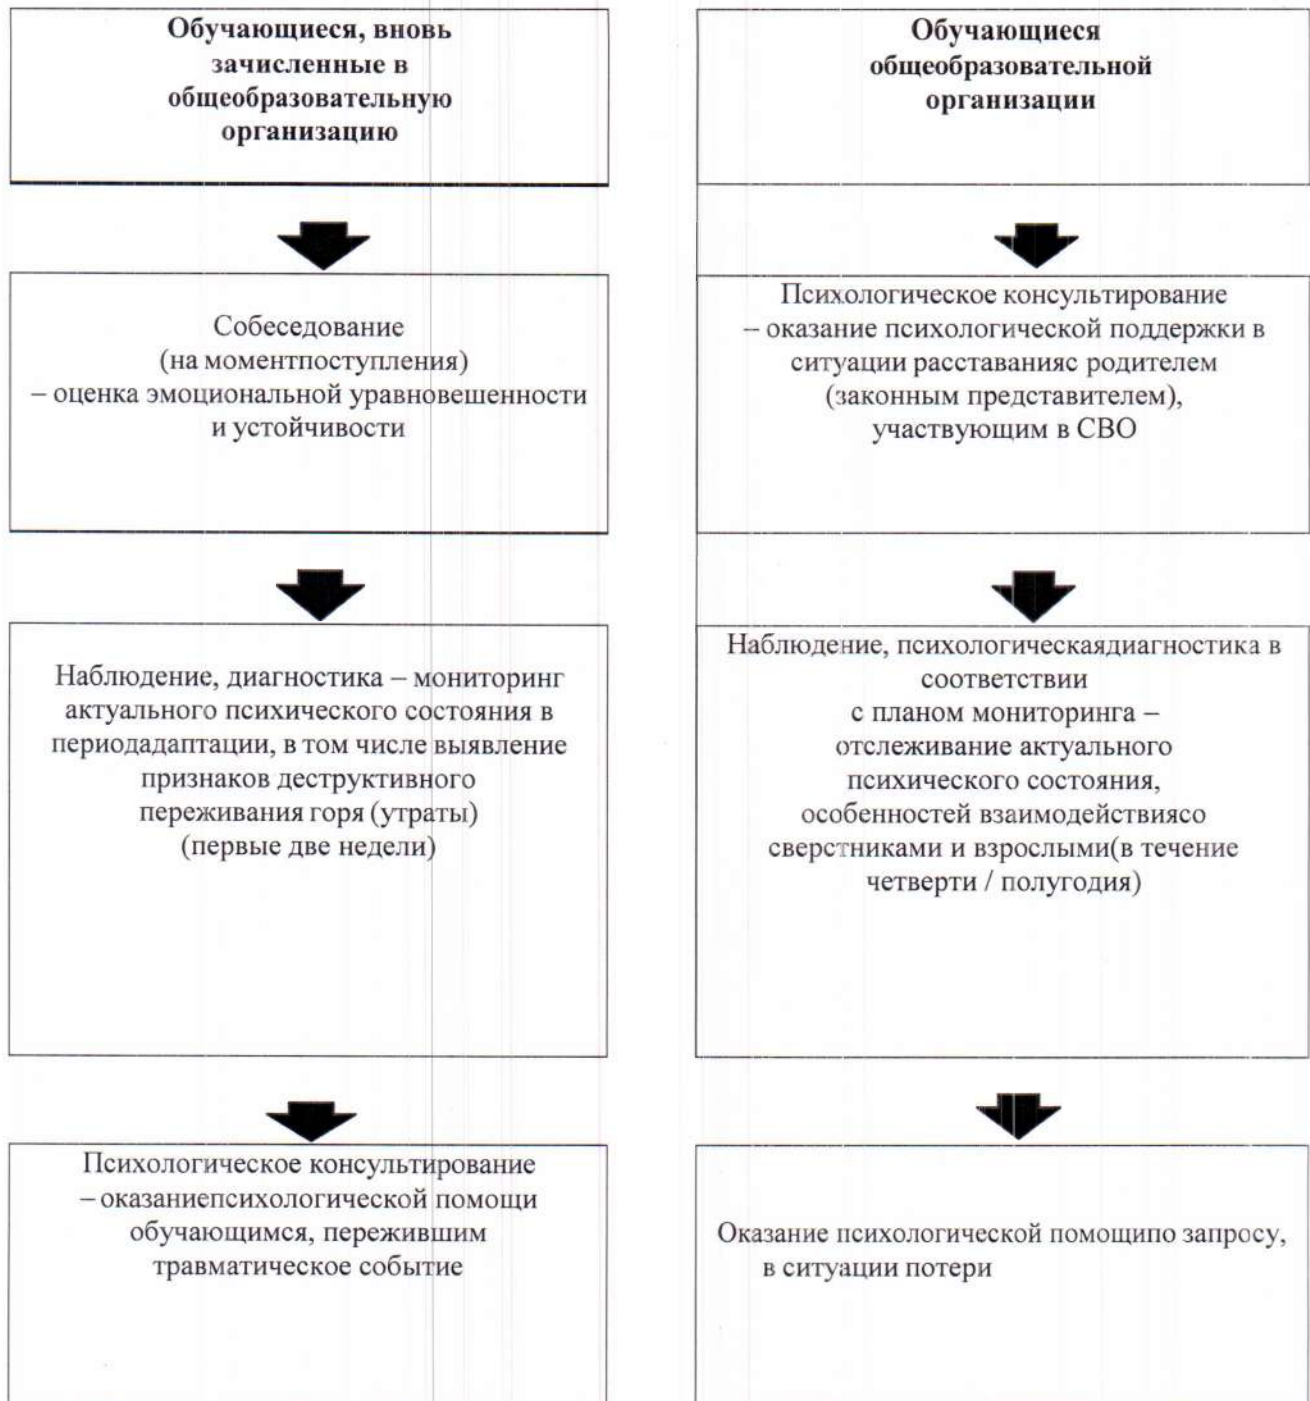 Обучающиеся, вновь
зачисленные в
общеобразовательную
организацию
Обучающиеся
общеобразовательной
организации
Собеседование
(на моментпоступления)
– оценка эмоциональной уравновешенности
и устойчивости
Психологическое консультирование
– оказание психологической поддержки в
ситуации расставанияс родителем
(законным представителем),
участвующим в СВО
Наблюдение, диагностика – мониторинг
актуального психического состояния в
периодадаптации, в том числе выявление
признаков деструктивного
переживания горя (утраты)
(первые две недели)
Наблюдение, психологическаядиагностика в
соответствии
с планом мониторинга –
отслеживание актуального
психического состояния,
особенностей взаимодействиясо
сверстниками и взрослыми(в течение
четверти / полугодия)
Психологическое консультирование
– оказаниепсихологической помощи
обучающимся, пережившим
травматическое событие
Оказание психологической помощипо запросу,
в ситуации потери